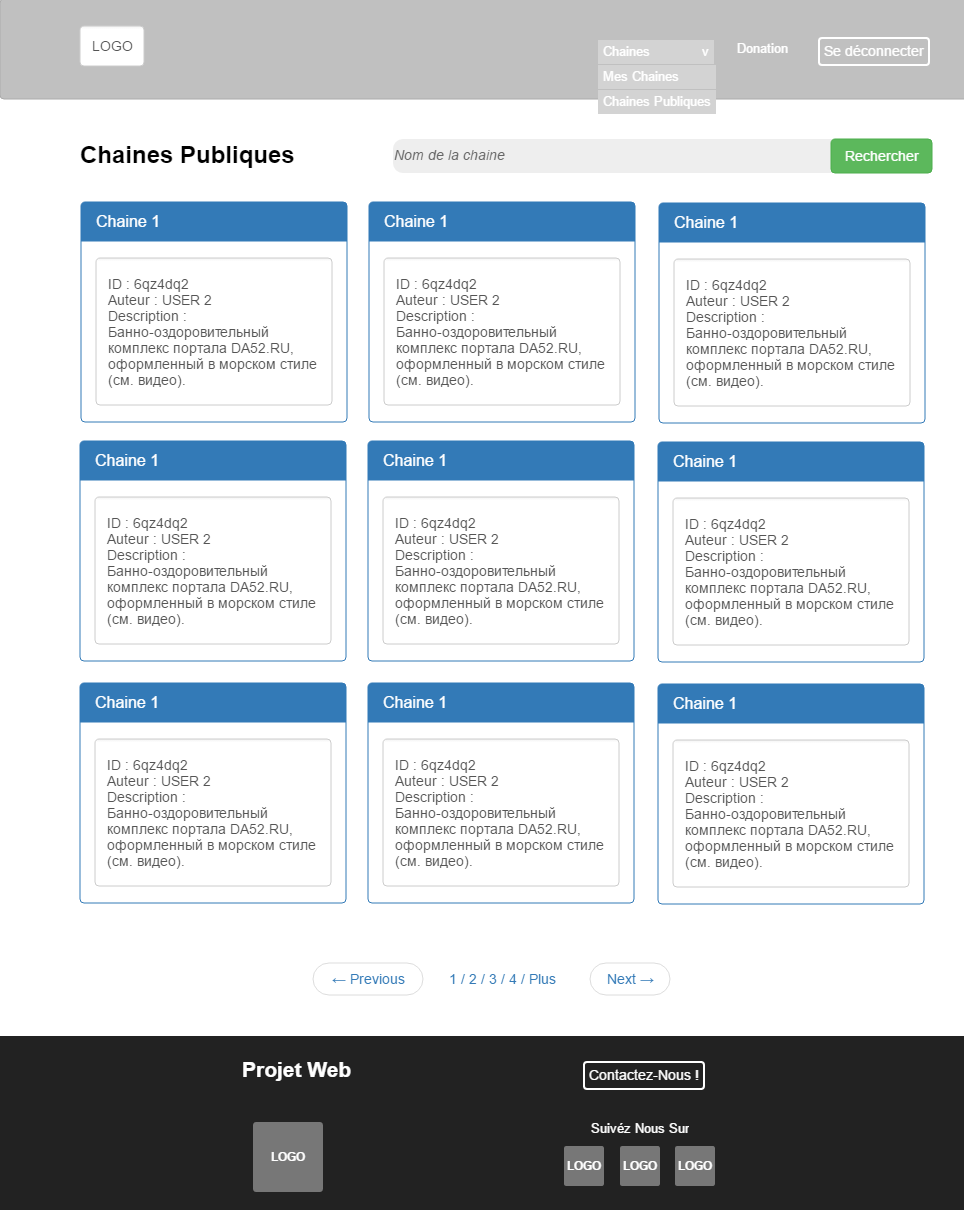 LOGO
Chaines v
Donation
Se déconnecter
Mes Chaines
Chaines Publiques
Chaines Publiques
Nom de la chaine
Rechercher
Chaine 1
ID : 6qz4dq2
Auteur : USER 2
Description :
Банно-оздоровительный
комплекс портала DA52.RU,
оформленный в морском стиле
(см. видео).
Chaine 1
ID : 6qz4dq2
Auteur : USER 2
Description :
Банно-оздоровительный
комплекс портала DA52.RU,
оформленный в морском стиле
(см. видео).
Chaine 1
ID : 6qz4dq2
Auteur : USER 2
Description :
Банно-оздоровительный
комплекс портала DA52.RU,
оформленный в морском стиле
(см. видео).
Chaine 1
ID : 6qz4dq2
Auteur : USER 2
Description :
Банно-оздоровительный
комплекс портала DA52.RU,
оформленный в морском стиле
(см. видео).
Chaine 1
ID : 6qz4dq2
Auteur : USER 2
Description :
Банно-оздоровительный
комплекс портала DA52.RU,
оформленный в морском стиле
(см. видео).
Chaine 1
ID : 6qz4dq2
Auteur : USER 2
Description :
Банно-оздоровительный
комплекс портала DA52.RU,
оформленный в морском стиле
(см. видео).
Chaine 1
ID : 6qz4dq2
Auteur : USER 2
Description :
Банно-оздоровительный
комплекс портала DA52.RU,
оформленный в морском стиле
(см. видео).
Chaine 1
ID : 6qz4dq2
Auteur : USER 2
Description :
Банно-оздоровительный
комплекс портала DA52.RU,
оформленный в морском стиле
(см. видео).
Chaine 1
ID : 6qz4dq2
Auteur : USER 2
Description :
Банно-оздоровительный
комплекс портала DA52.RU,
оформленный в морском стиле
(см. видео).
← Previous
1 / 2 / 3 / 4 / Plus
Next →
Projet Web
LOGO
Contactez-Nous !
Suivéz Nous Sur
LOGO
LOGO
LOGO